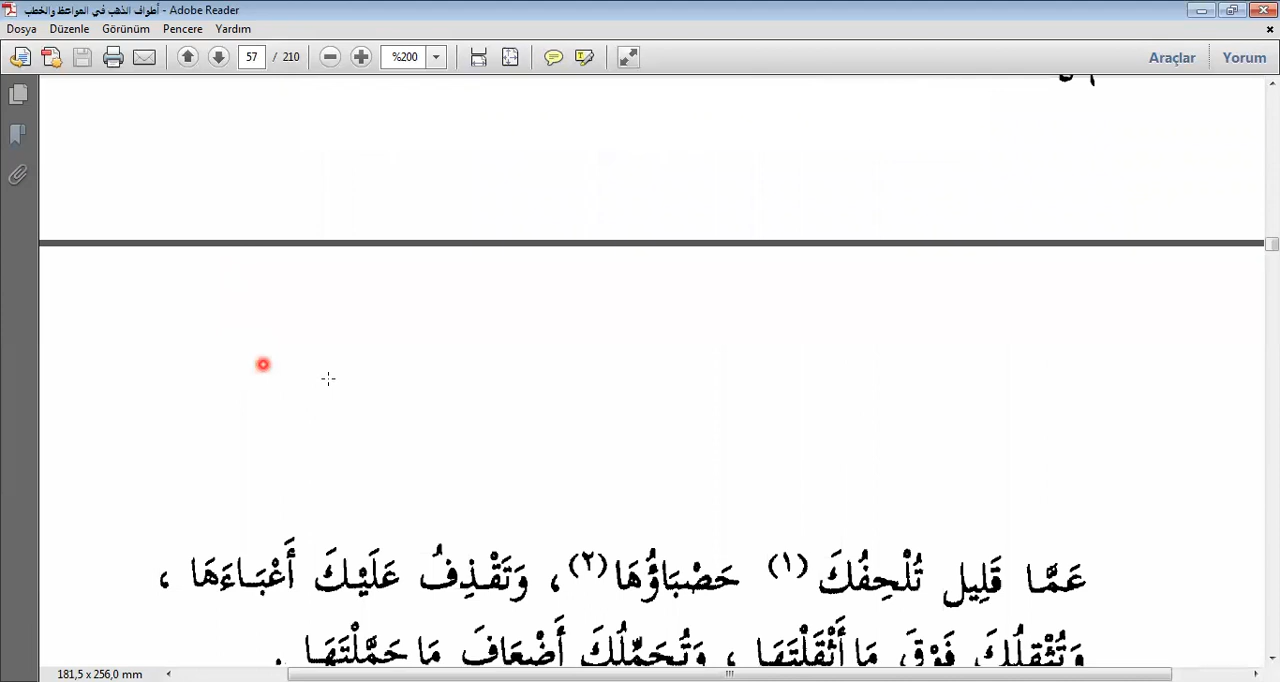 أطواف الذهب في المواعظ والخطب - Adobe Reader
Dosya Düzenle Görünüm Pencere Yardım
57 / 210 %200 Araçlar Yorum
عَمَّا قَلِيل تُلْحِفُكَ (١) حَصْبَاؤُهَا (٢) ، وَتَقْذِفُ عَلَيْكَ أَعْبَاءَهَا ،
وَتُثْقِلُكَ فَوْقَ مَا أَثْقَلْتَهَا ، وَتُحَمِّلُكَ أَضْعَافَ مَا حَمَّلْتَهَا .
181,5 x 256,0 mm